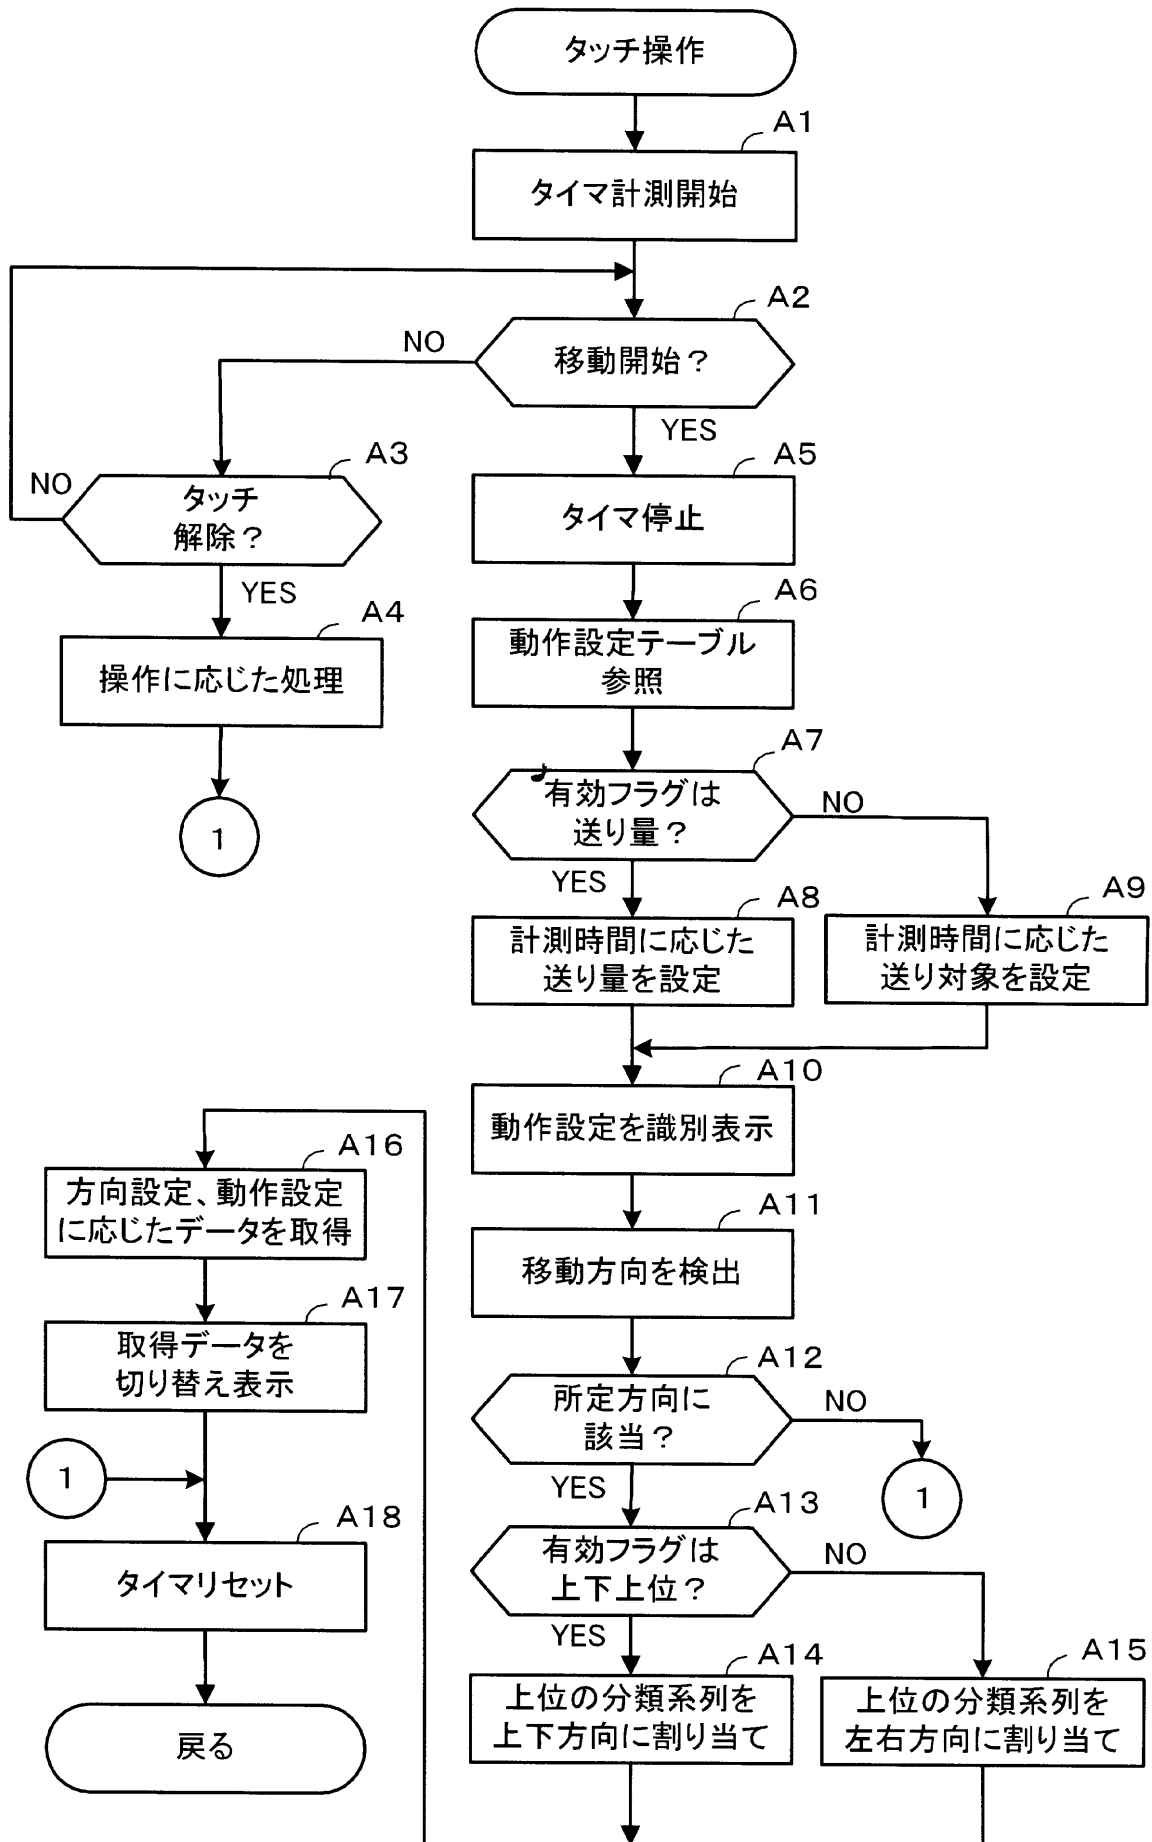 タッチ操作
A1
タイマ計測開始
A2
移動開始？
NO
YES
A3
タッチ
解除？
NO
YES
A4
操作に応じた処理
1
A5
タイマ停止
A6
動作設定テーブル
参照
A7
有効フラグは
送り量？
NO
YES
A8
計測時間に応じた
送り量を設定
A9
計測時間に応じた
送り対象を設定
A10
動作設定を識別表示
A11
移動方向を検出
A12
所定方向に
該当？
NO
1
YES
A13
有効フラグは
上下上位？
NO
YES
A14
上位の分類系列を
上下方向に割り当て
A15
上位の分類系列を
左右方向に割り当て
A16
方向設定、動作設定
に応じたデータを取得
A17
取得データを
切り替え表示
1
A18
タイマリセット
戻る